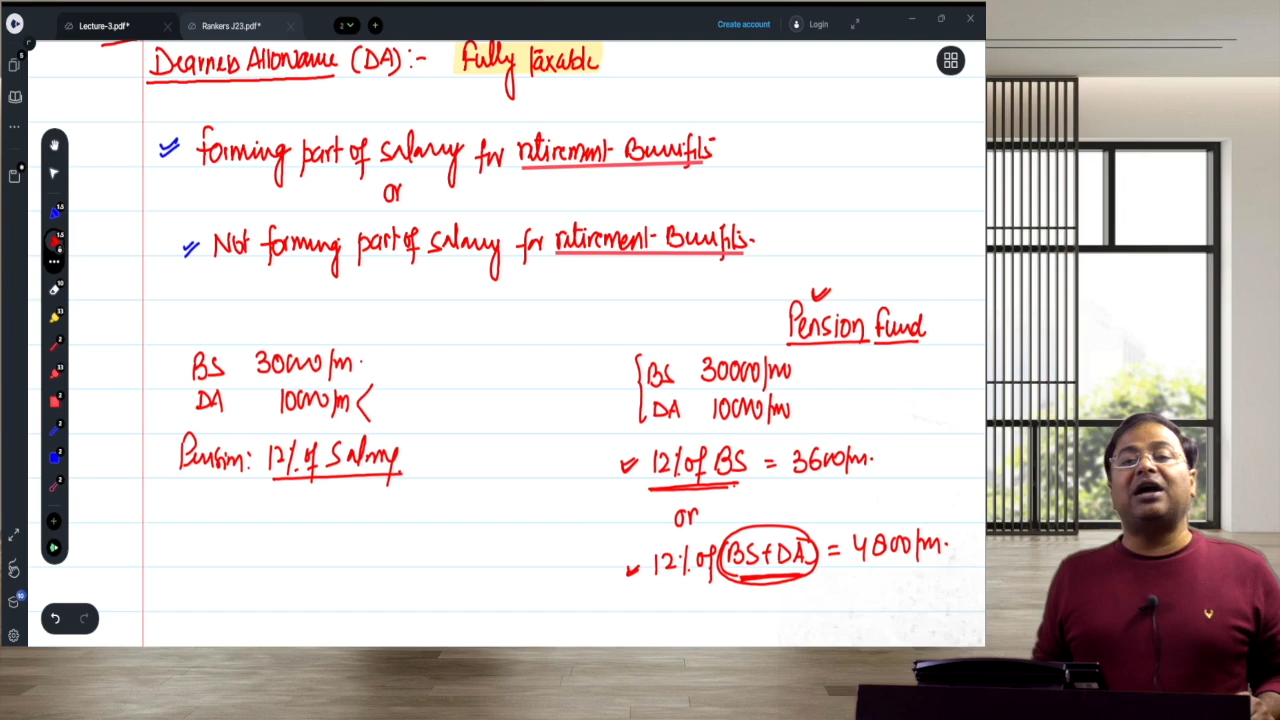 Lecture-3.pdf*
Rankers J23.pdf*
2
Create account
Login
Dearness Allowance (DA):- Fully Taxable
forming part of salary for retirement Benefits
or
Not forming part of salary for retirement Benefits.
Pension Fund
BS 30000/m.
DA 10000/m
Pension: 12% of Salary
BS 30000/mo
DA 10000/mo
12% of BS = 3600/m.
or
12% of BS+DA = 4800/m.